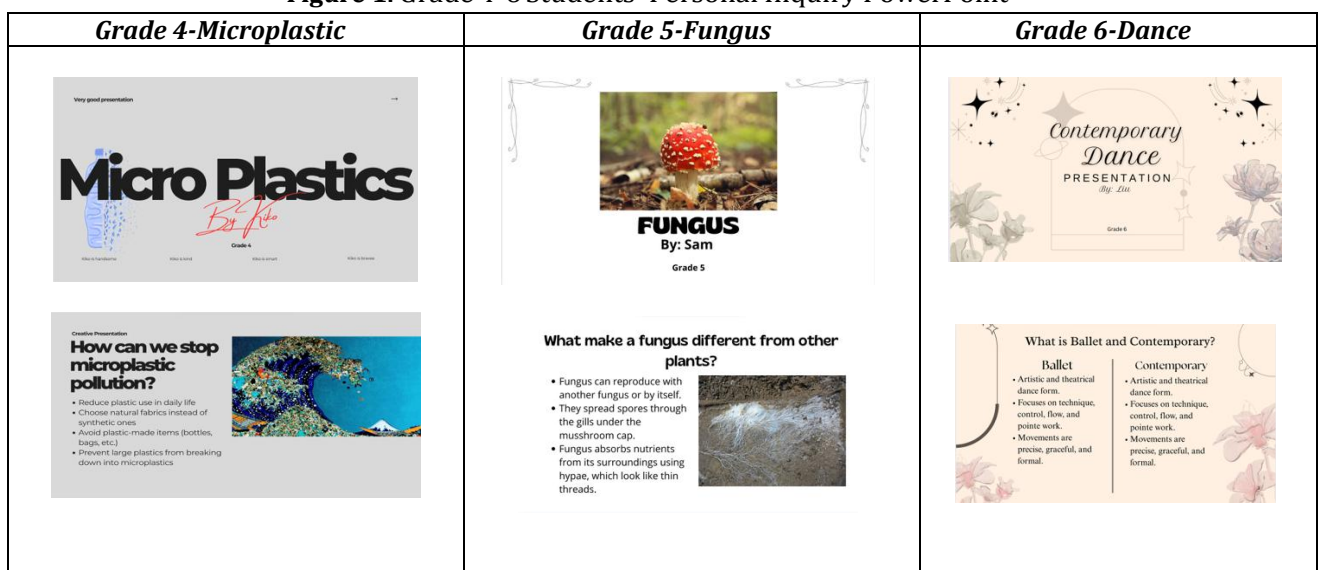 Figure 1. Grade 4-6 Students' Personal Inquiry PowerPoint
Grade 4-Microplastic
Grade 5-Fungus
Grade 6-Dance
Very good presentation
Micro Plastics
By Kiko
Grade 4
Kiko is handsome
Kiko is kind
Kiko is smart
Creative Presentation
How can we stop
microplastic
pollution?
• Reduce plastic use in daily life
• Choose natural fabrics instead of
synthetic ones
• Avoid plastic-made items (bottles,
bags, etc.)
• Prevent large plastics from breaking
down into microplastics
FUNGUS
By: Sam
Grade 5
What make a fungus different from other
plants?
• Fungus can reproduce with
another fungus or by itself.
• They spread spores through
the gills under the
musshroom cap.
• Fungus absorbs nutrients
from its surroundings using
hypae, which look like thin
threads.
Contemporary
Dance
PRESENTATION
By: Liu
Grade 6
What is Ballet and Contemporary?
Ballet
• Artistic and theatrical
dance form.
• Focuses on technique,
control, flow, and
pointe work.
• Movements are
precise, graceful, and
formal.
Contemporary
• Artistic and theatrical
dance form.
• Focuses on technique,
control, flow, and
pointe work.
• Movements are
precise, graceful, and
formal.